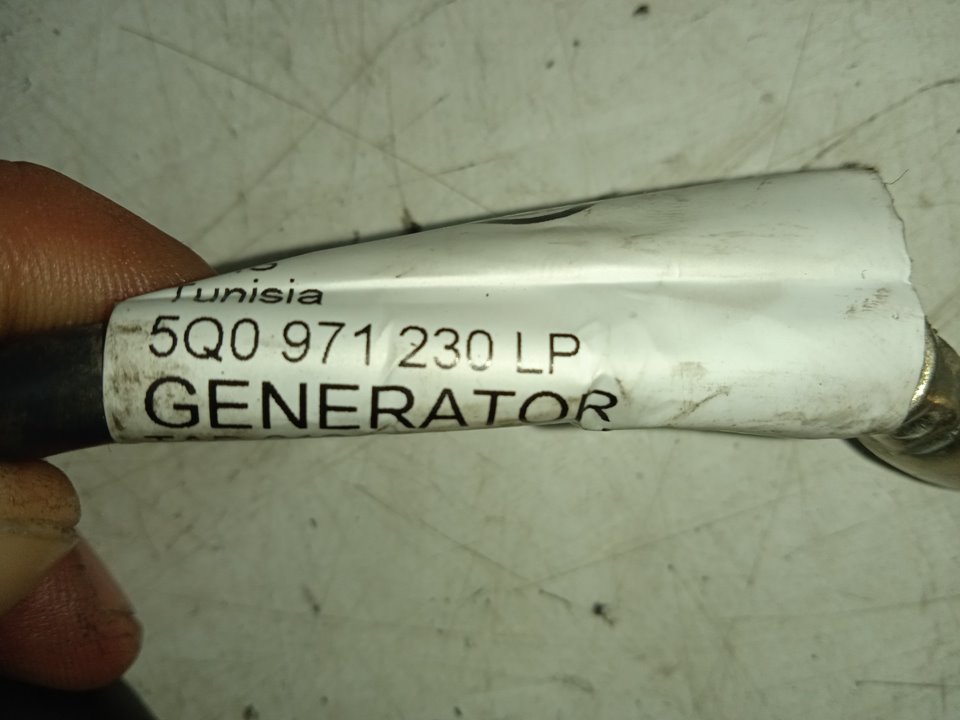 Tunisia
5Q0 971 230 LP
GENERATOR